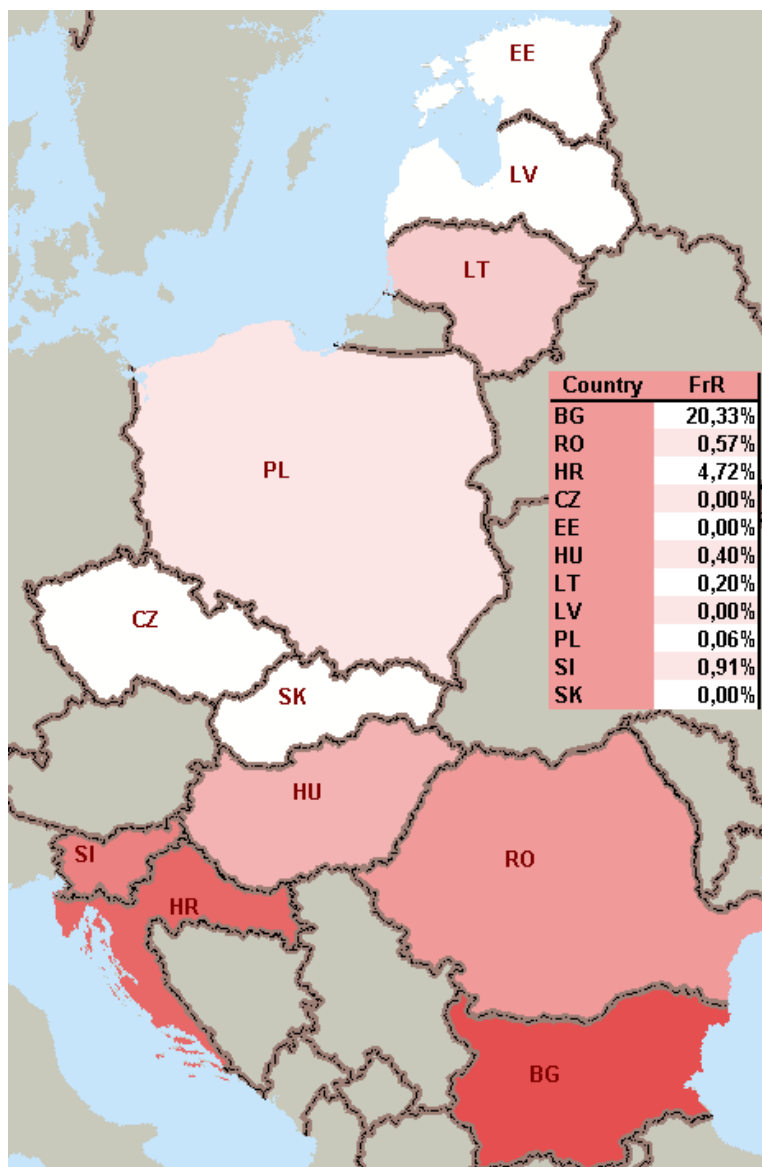 EE
LV
LT
Country FrR
BG 20,33%
RO 0,57%
HR 4,72%
CZ 0,00%
EE 0,00%
HU 0,40%
LT 0,20%
LV 0,00%
PL 0,06%
SI 0,91%
SK 0,00%
PL
CZ
SK
HU
SI
RO
HR
BG